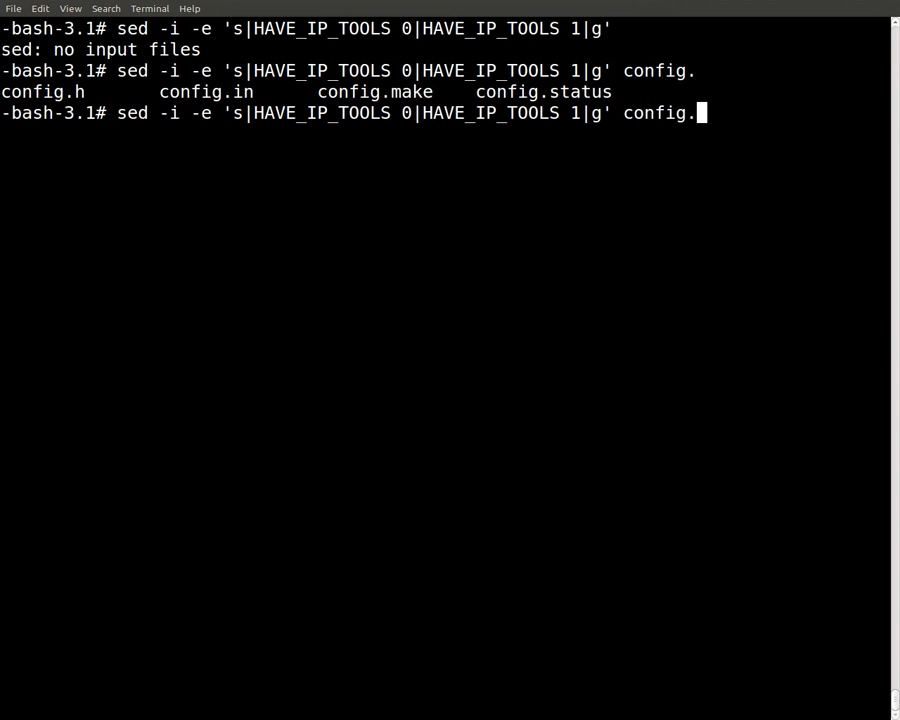 File Edit View Search Terminal Help
-bash-3.1# sed -i -e 's|HAVE_IP_TOOLS 0|HAVE_IP_TOOLS 1|g'
sed: no input files
-bash-3.1# sed -i -e 's|HAVE_IP_TOOLS 0|HAVE_IP_TOOLS 1|g' config.
config.h config.in config.make config.status
-bash-3.1# sed -i -e 's|HAVE_IP_TOOLS 0|HAVE_IP_TOOLS 1|g' config.